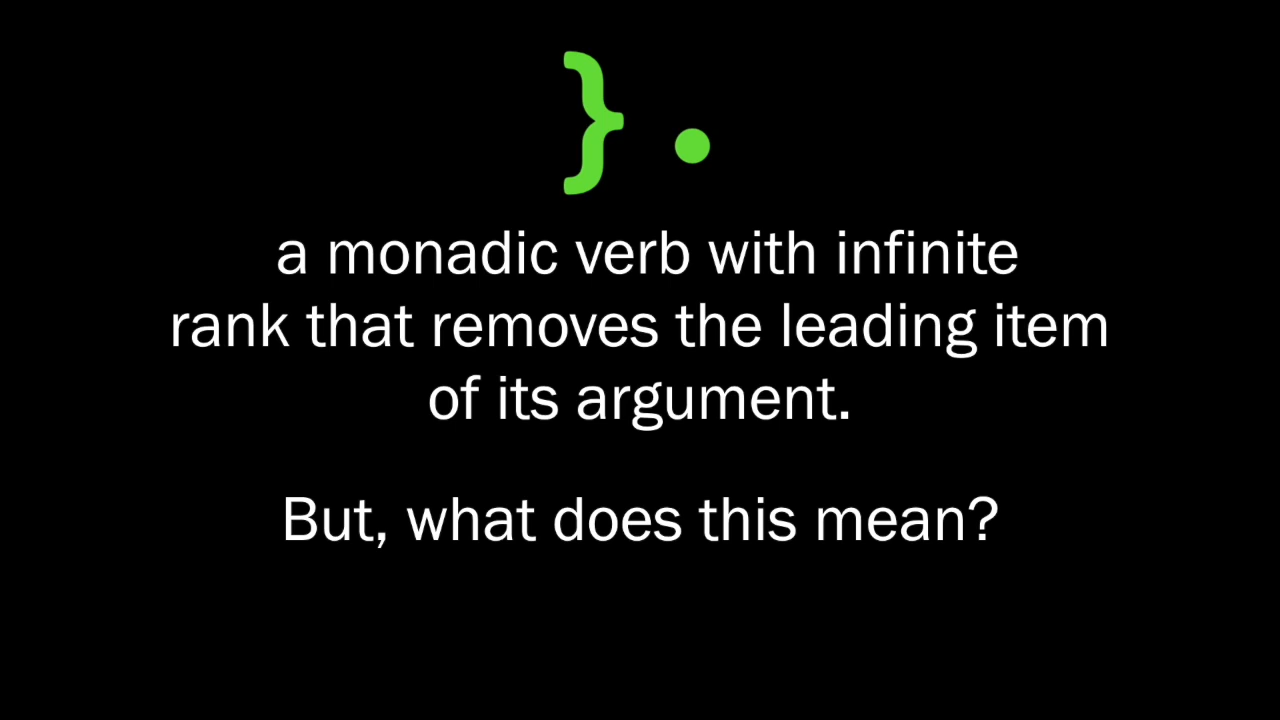 }.
a monadic verb with infinite
rank that removes the leading item
of its argument.
But, what does this mean?